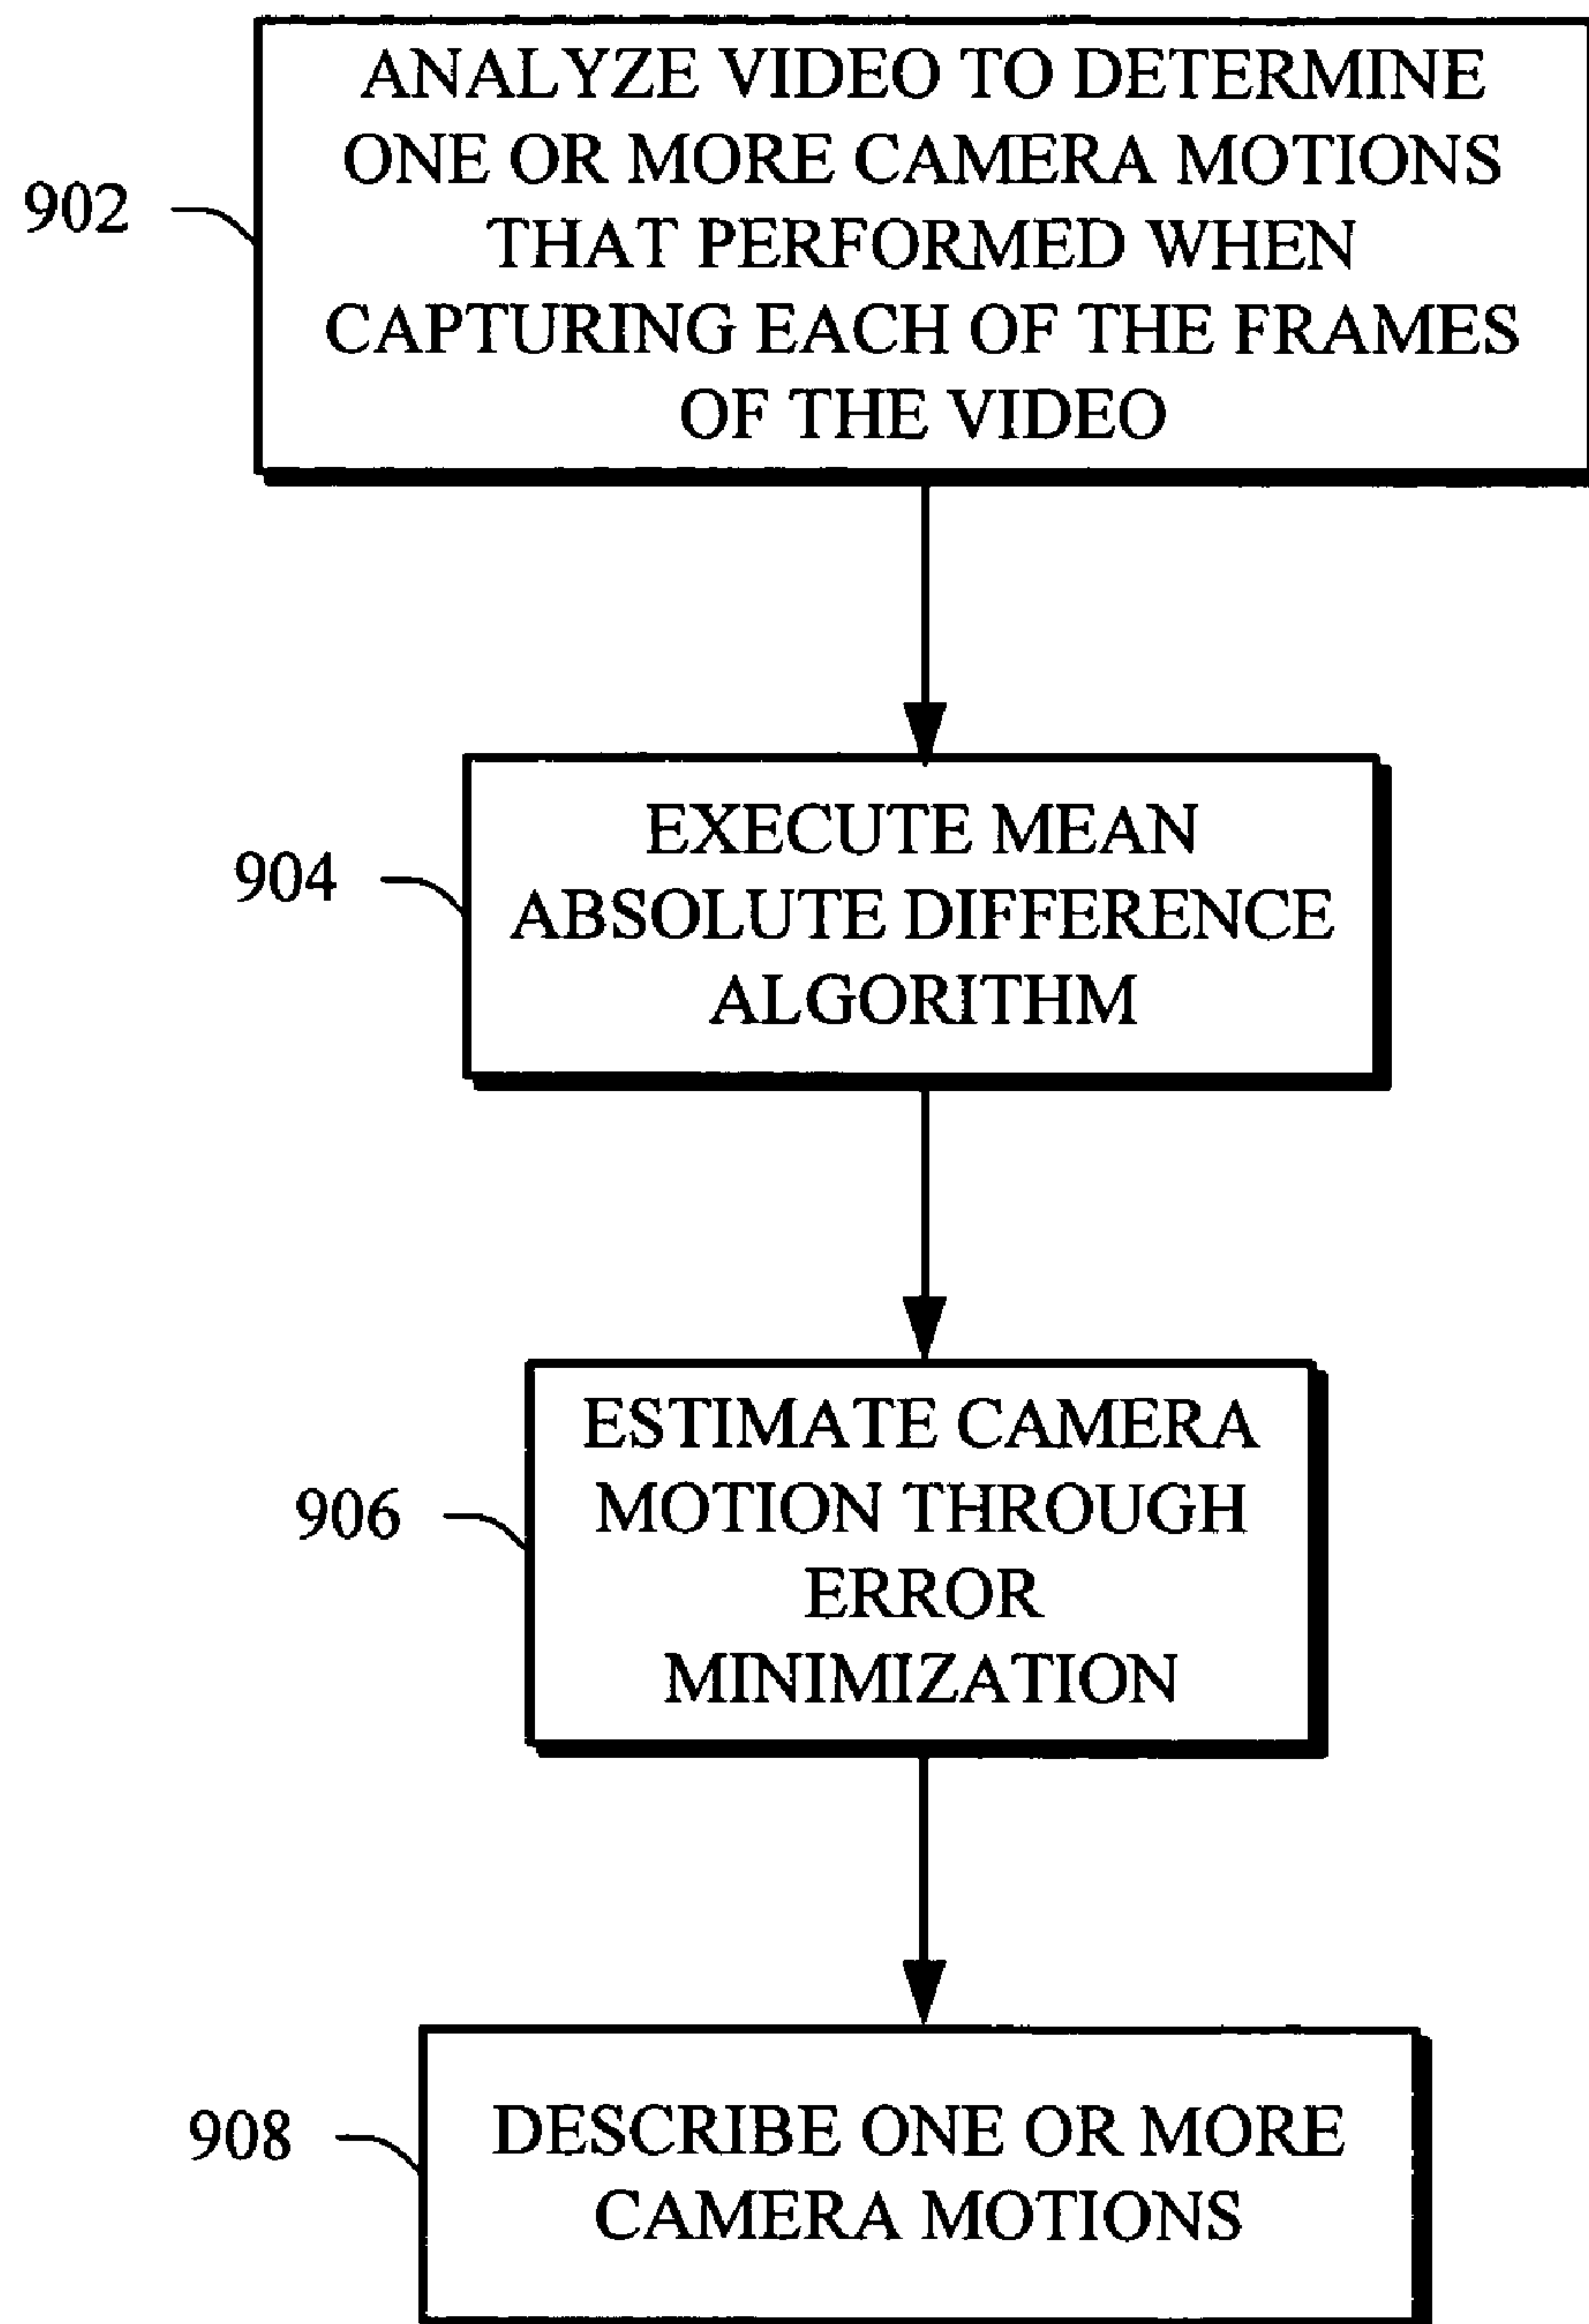 ANALYZE VIDEO TO DETERMINE
ONE OR MORE CAMERA MOTIONS
THAT PERFORMED WHEN
CAPTURING EACH OF THE FRAMES
OF THE VIDEO
902
EXECUTE MEAN
ABSOLUTE DIFFERENCE
ALGORITHM
904
ESTIMATE CAMERA
MOTION THROUGH
ERROR
MINIMIZATION
906
DESCRIBE ONE OR MORE
CAMERA MOTIONS
908